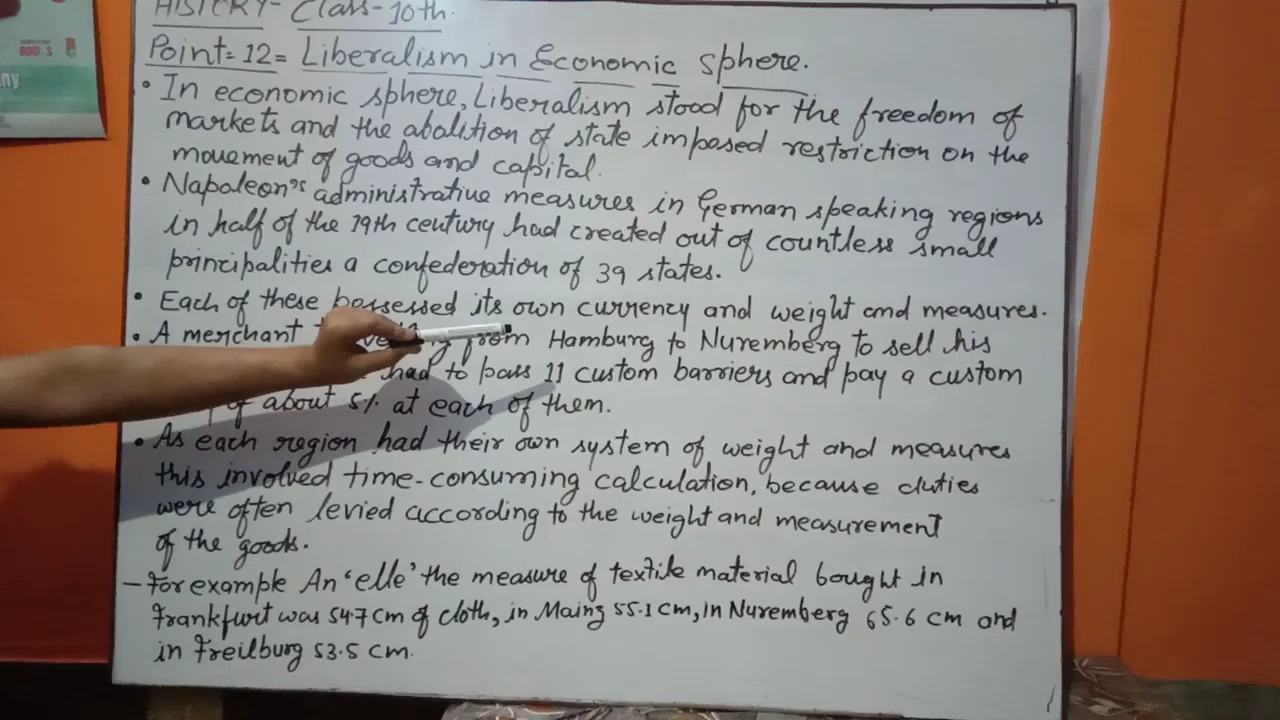 HISTORY- Class-10th.
Point= 12= Liberalism in Economic sphere.
• In economic sphere, Liberalism stood for the freedom of
markets and the abolition of state imposed restriction on the
movement of goods and capital.
• Napoleon's administrative measures in German speaking regions
in half of the 19th century had created out of countless small
principalities a confederation of 39 states.
• Each of these possessed its own currency and weight and measures.
• A merchant from Hamburg to Nuremberg to sell his
had to pass 11 custom barriers and pay a custom
of about 5% at each of them.
• As each region had their own system of weight and measures
this involved time-consuming calculation, because duties
were often levied according to the weight and measurement
of the goods.
– For example An 'elle' the measure of textile material bought in
Frankfurt was 54.7 cm of cloth, in Mainz 55.1 cm, in Nuremberg 65.6 cm and
in Freilburg 53.5 cm.
ny